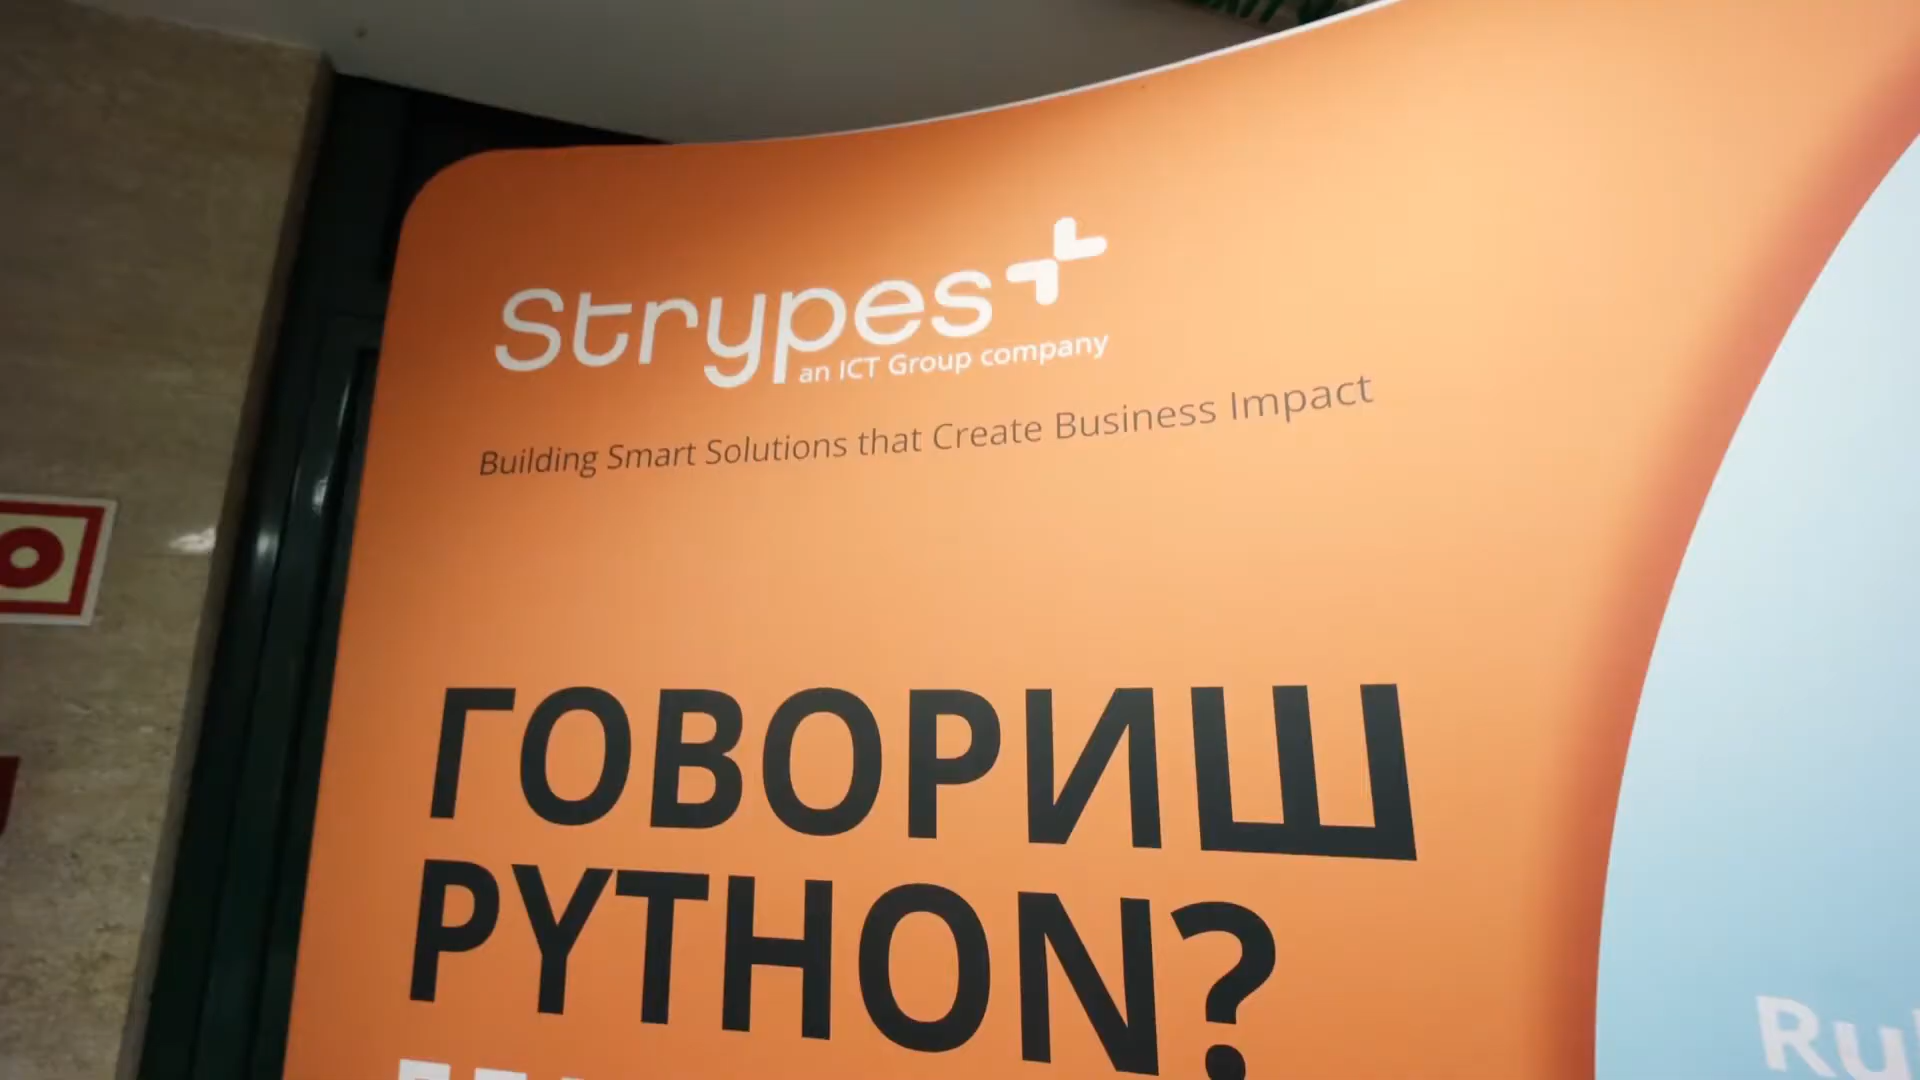 Strypes
an ICT Group company
Building Smart Solutions that Create Business Impact
ГОВОРИШ
PYTHON?